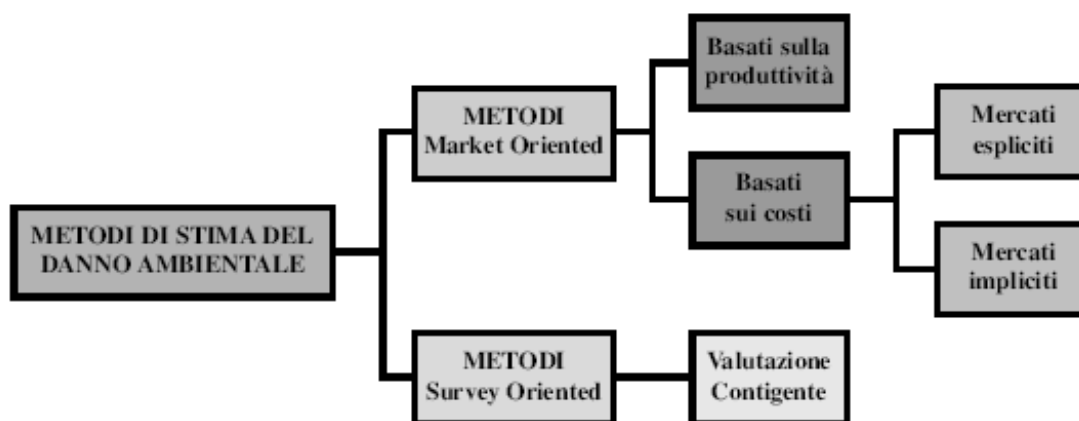 METODI DI STIMA DEL
DANNO AMBIENTALE
METODI
Market Oriented
Basati sulla
produttività
Basati
sui costi
Mercati
espliciti
Mercati
impliciti
METODI
Survey Oriented
Valutazione
Contigente